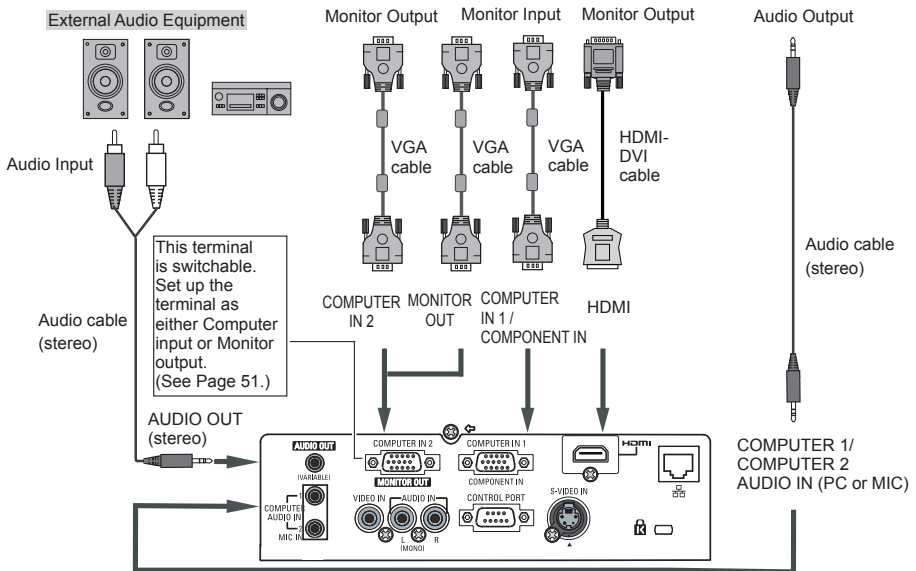 External Audio Equipment
Monitor Output
Monitor Input
Monitor Output
Audio Output
Audio Input
VGA
cable
VGA
cable
VGA
cable
HDMI-
DVI
cable
This terminal
is switchable.
Set up the
terminal as
either Computer
input or Monitor
output.
(See Page 51.)
Audio cable
(stereo)
Audio cable
(stereo)
COMPUTER
IN 2
MONITOR
OUT
COMPUTER
IN 1 /
COMPONENT IN
HDMI
AUDIO OUT
(stereo)
COMPUTER 1/
COMPUTER 2
AUDIO IN (PC or MIC)
AUDIO OUT
(VARIABLE)
COMPUTER IN 2
COMPUTER IN 1
HDMI
MONITOR OUT
COMPONENT IN
1
COMPUTER
AUDIO IN
2
MIC IN
VIDEO IN
AUDIO IN
L
(MONO)
R
CONTROL PORT
S-VIDEO IN
K